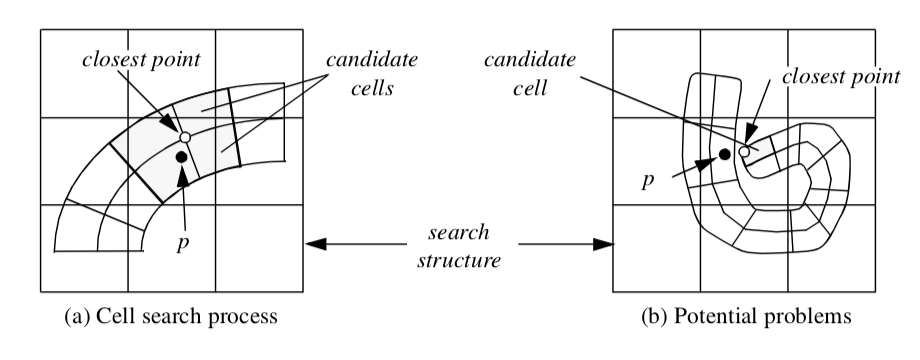 closest point
candidate
cells
p
(a) Cell search process
search
structure
candidate
cell
closest point
p
(b) Potential problems